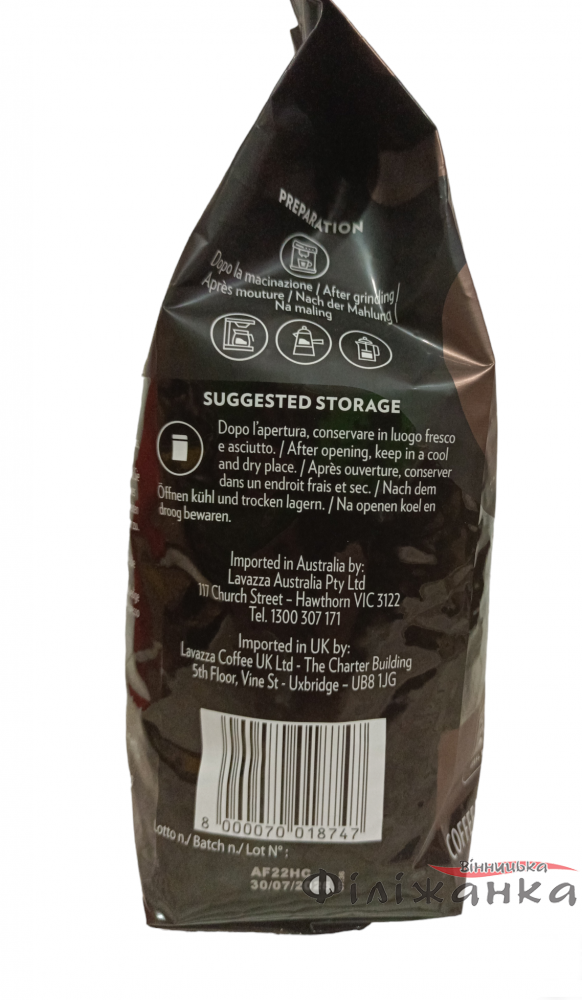 PREPARATION
Dopo la macinazione / After grinding /
Après mouture / Nach der Mahlung /
Na maling
SUGGESTED STORAGE
Dopo l'apertura, conservare in luogo fresco
e asciutto. / After opening, keep in a cool
and dry place. / Après ouverture, conserver
dans un endroit frais et sec. / Nach dem
Öffnen kühl und trocken lagern. / Na openen koel en
droog bewaren.
Imported in Australia by:
Lavazza Australia Pty Ltd
117 Church Street – Hawthorn VIC 3122
Tel. 1300 307 171
Imported in UK by:
Lavazza Coffee UK Ltd - The Charter Building
5th Floor, Vine St - Uxbridge – UB8 1JG
8 000070 018747
Lotto n./ Batch n./ Lot N° :
AF22HC
30/07/
COFFEE
Вінницька
Філіжанка